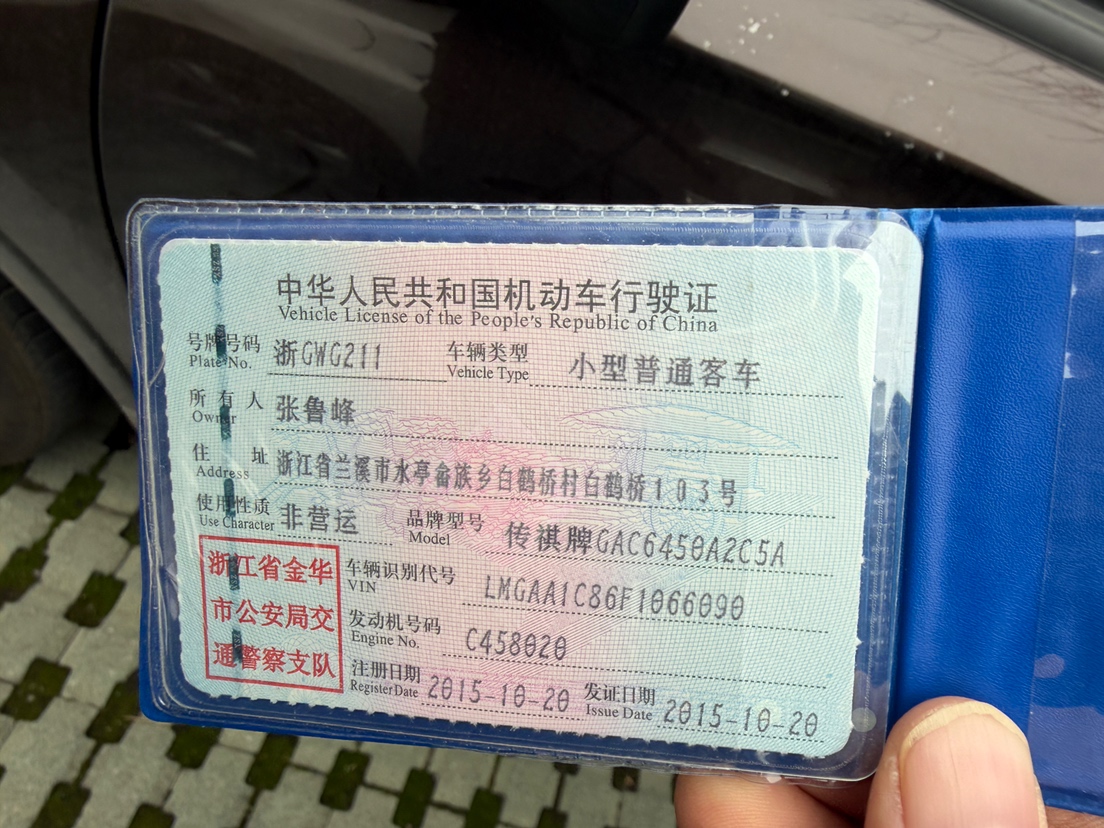 中华人民共和国机动车行驶证
Vehicle License of the People's Republic of China
号牌号码 浙GWG211 车辆类型 小型普通客车
Plate No. Vehicle Type
所有人 张鲁峰
Owner
住址 浙江省兰溪市水亭畲族乡白鹤桥村白鹤桥103号
Address
使用性质 非营运 品牌型号 传祺牌GAC6450A2C5A
Use Character Model
浙江省金华
市公安局交
通警察支队
车辆识别代号 LMGAA1C86F1066090
VIN
发动机号码 C458020
Engine No.
注册日期 2015-10-20 发证日期 2015-10-20
Register Date Issue Date